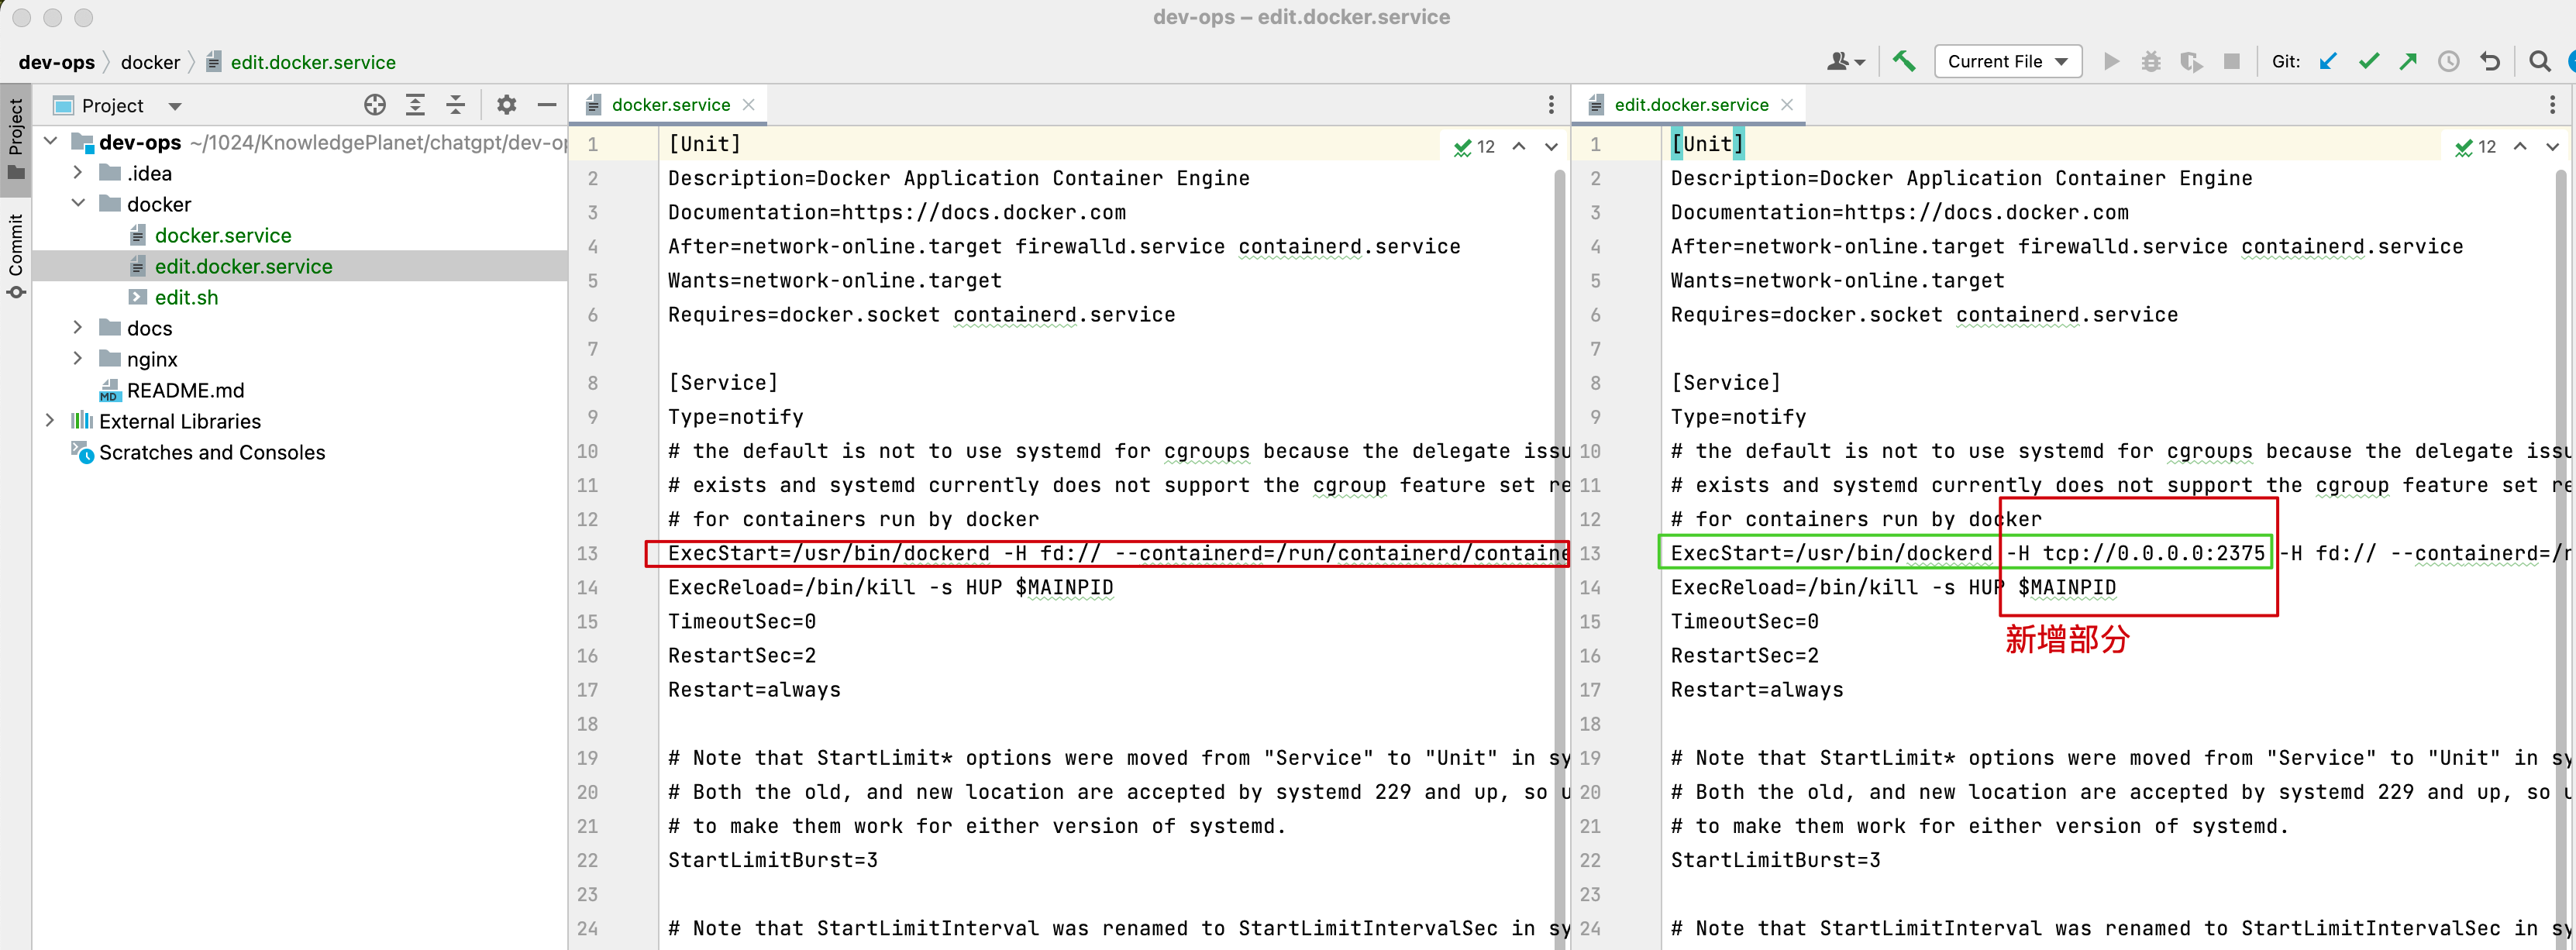 dev-ops – edit.docker.service
dev-ops docker edit.docker.service
Current File
Git:
Project
Commit
Project
dev-ops ~/1024/KnowledgePlanet/chatgpt/dev-op
.idea
docker
docker.service
edit.docker.service
edit.sh
docs
nginx
README.md
External Libraries
Scratches and Consoles
docker.service
12
1 [Unit]
2 Description=Docker Application Container Engine
3 Documentation=https://docs.docker.com
4 After=network-online.target firewalld.service containerd.service
5 Wants=network-online.target
6 Requires=docker.socket containerd.service
7
8 [Service]
9 Type=notify
10 # the default is not to use systemd for cgroups because the delegate issu
11 # exists and systemd currently does not support the cgroup feature set re
12 # for containers run by docker
13 ExecStart=/usr/bin/dockerd -H fd:// --containerd=/run/containerd/containe
14 ExecReload=/bin/kill -s HUP $MAINPID
15 TimeoutSec=0
16 RestartSec=2
17 Restart=always
18
19 # Note that StartLimit* options were moved from "Service" to "Unit" in sy
20 # Both the old, and new location are accepted by systemd 229 and up, so u
21 # to make them work for either version of systemd.
22 StartLimitBurst=3
23
24 # Note that StartLimitInterval was renamed to StartLimitIntervalSec in sy
edit.docker.service
12
1 [Unit]
2 Description=Docker Application Container Engine
3 Documentation=https://docs.docker.com
4 After=network-online.target firewalld.service containerd.service
5 Wants=network-online.target
6 Requires=docker.socket containerd.service
7
8 [Service]
9 Type=notify
10 # the default is not to use systemd for cgroups because the delegate issu
11 # exists and systemd currently does not support the cgroup feature set re
12 # for containers run by docker
13 ExecStart=/usr/bin/dockerd -H tcp://0.0.0.0:2375 -H fd:// --containerd=/r
14 ExecReload=/bin/kill -s HUP $MAINPID
15 TimeoutSec=0
新增部分
16 RestartSec=2
17 Restart=always
18
19 # Note that StartLimit* options were moved from "Service" to "Unit" in sy
20 # Both the old, and new location are accepted by systemd 229 and up, so u
21 # to make them work for either version of systemd.
22 StartLimitBurst=3
23
24 # Note that StartLimitInterval was renamed to StartLimitIntervalSec in sy